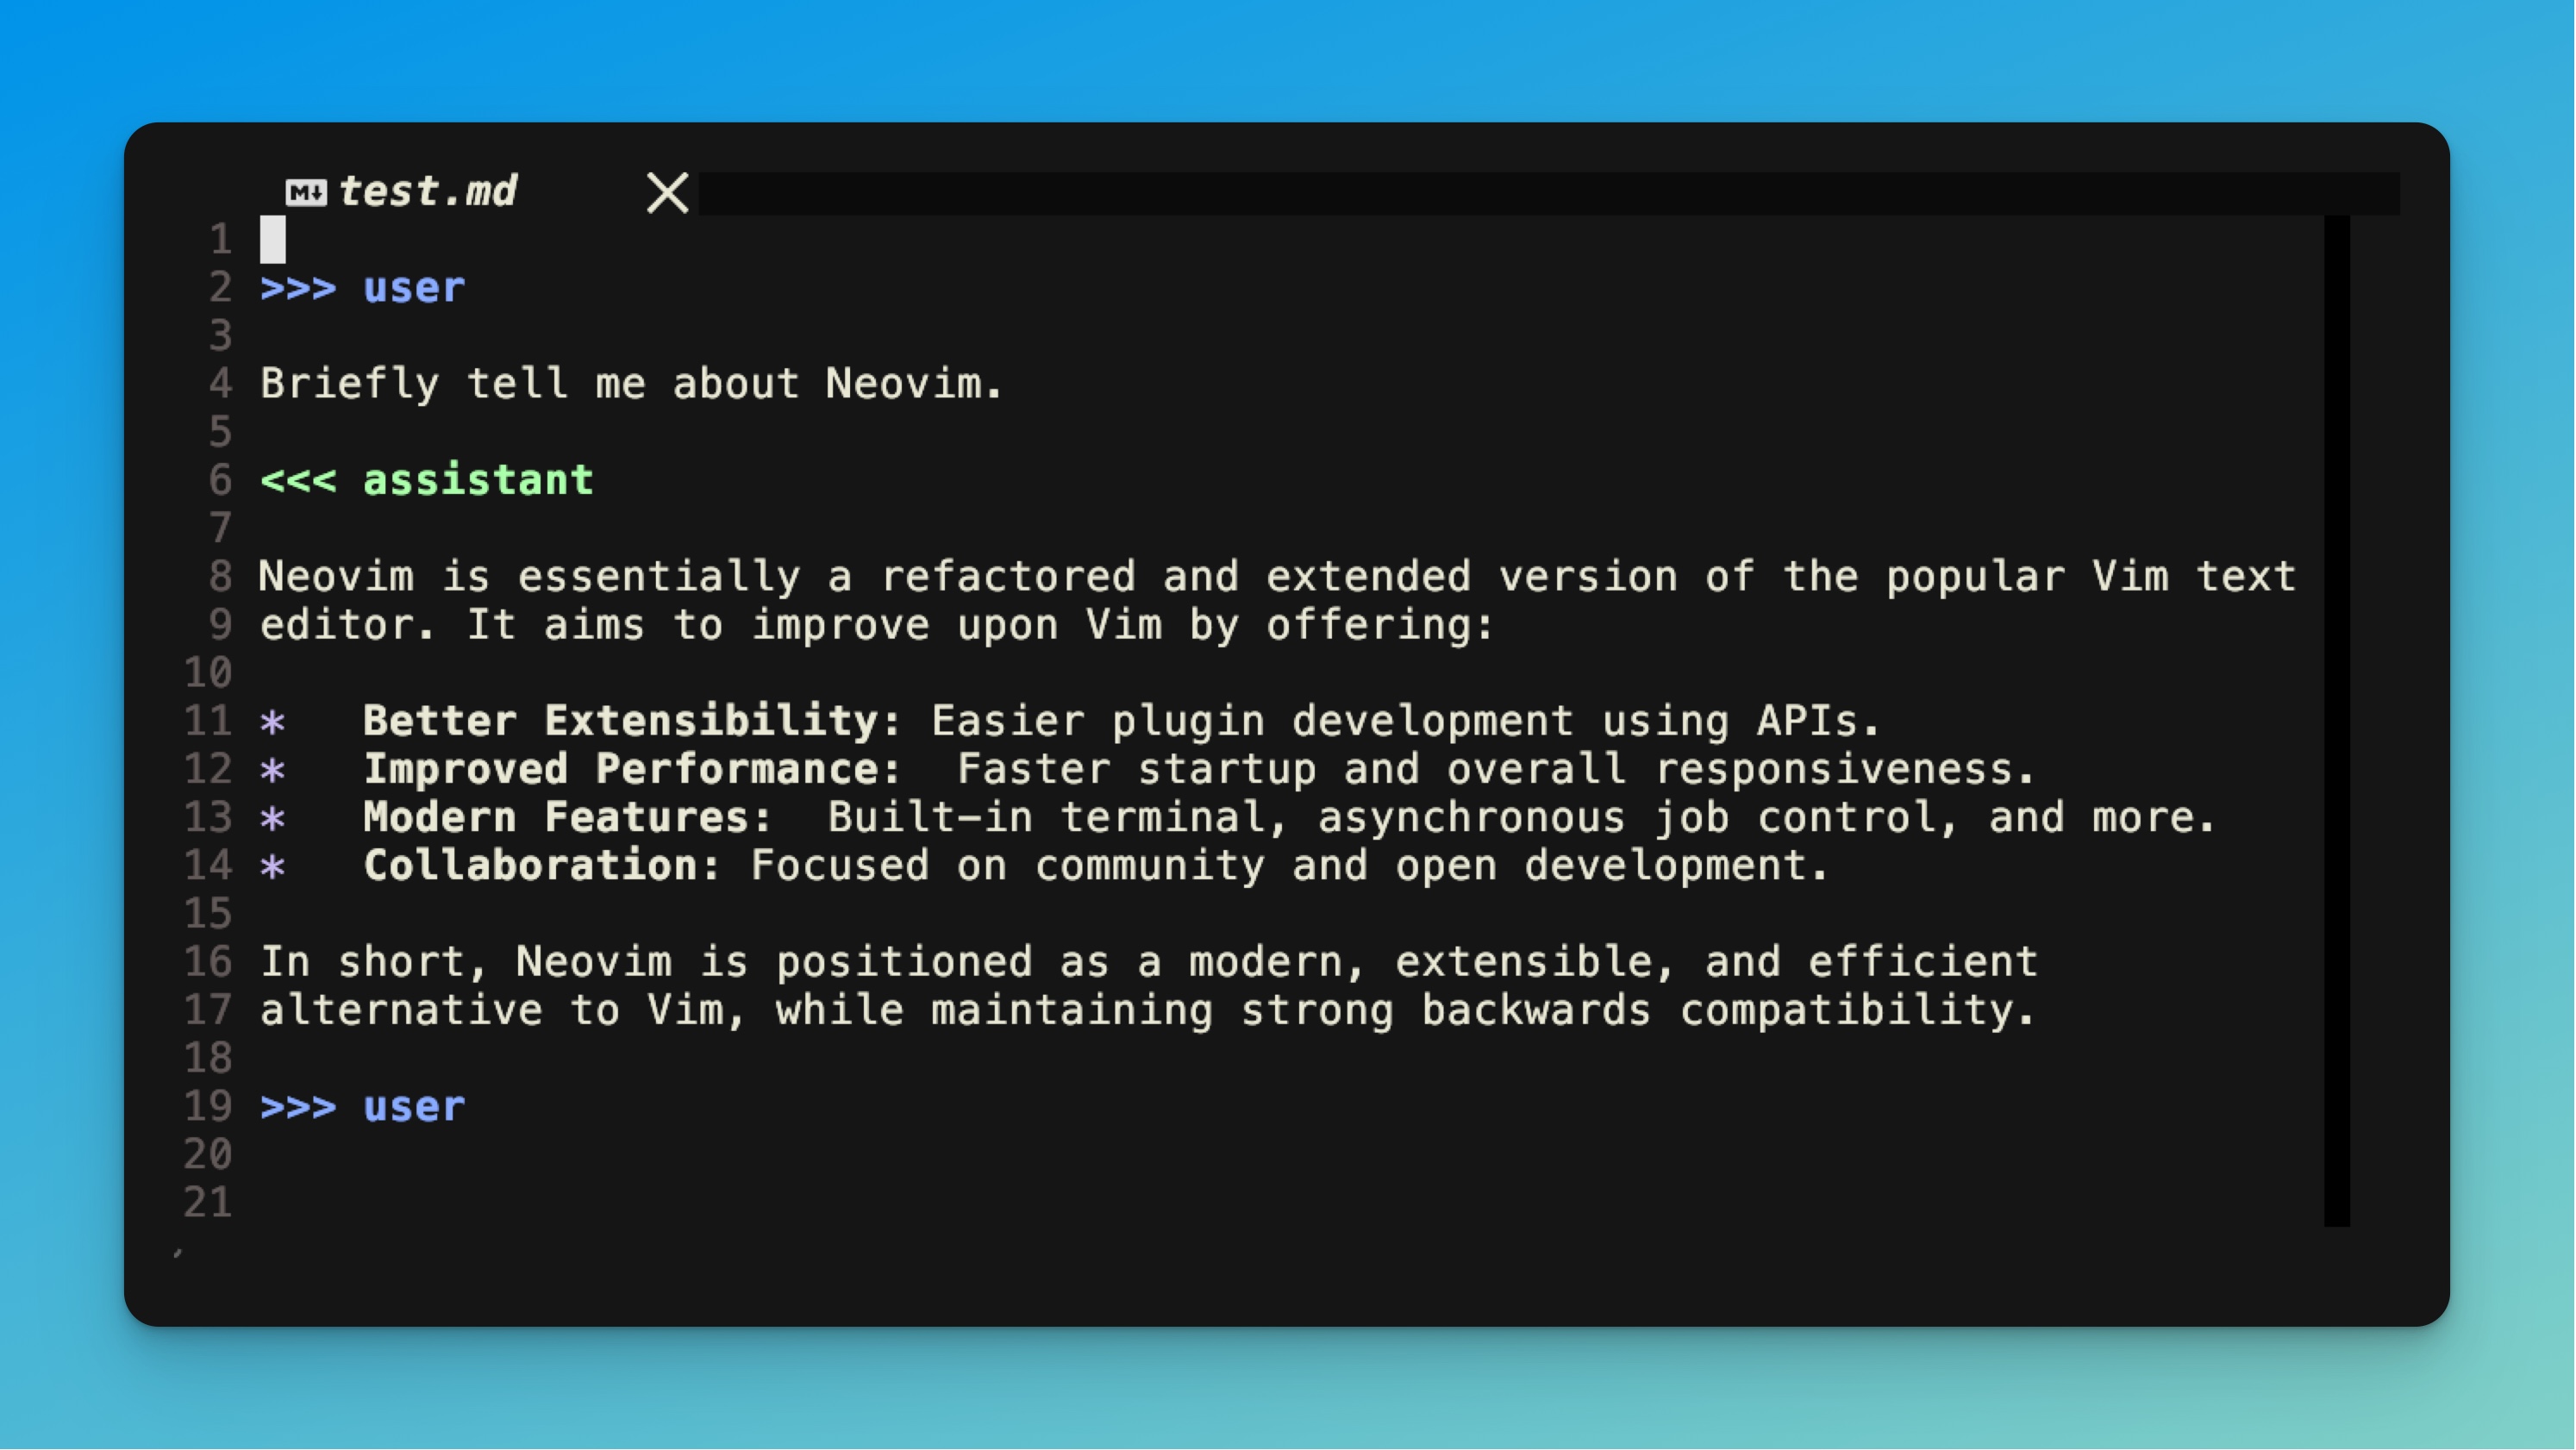 M↓ test.md ✕
1
2 >>> user
3
4 Briefly tell me about Neovim.
5
6 <<< assistant
7
8 Neovim is essentially a refactored and extended version of the popular Vim text
9 editor. It aims to improve upon Vim by offering:
10
11 *   Better Extensibility: Easier plugin development using APIs.
12 *   Improved Performance:  Faster startup and overall responsiveness.
13 *   Modern Features:  Built-in terminal, asynchronous job control, and more.
14 *   Collaboration: Focused on community and open development.
15
16 In short, Neovim is positioned as a modern, extensible, and efficient
17 alternative to Vim, while maintaining strong backwards compatibility.
18
19 >>> user
20
21